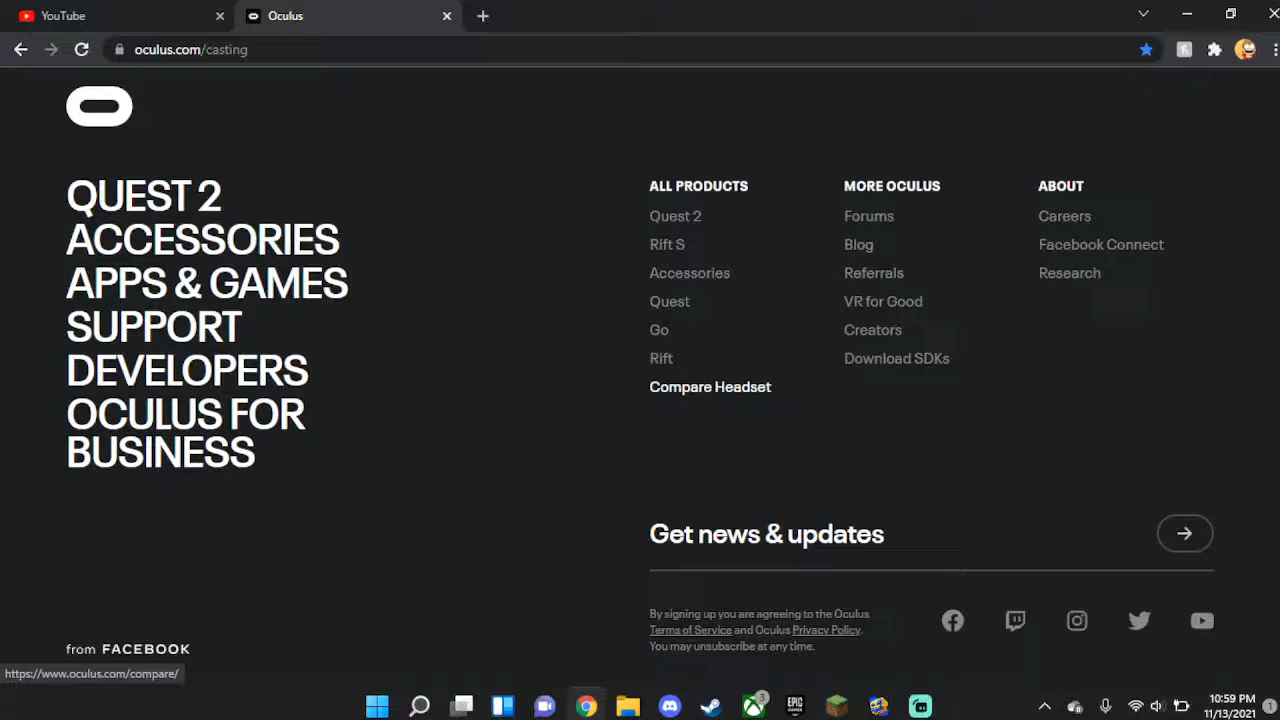 YouTube
Oculus
oculus.com/casting
QUEST 2
ACCESSORIES
APPS & GAMES
SUPPORT
DEVELOPERS
OCULUS FOR
BUSINESS
ALL PRODUCTS
Quest 2
Rift S
Accessories
Quest
Go
Rift
Compare Headset
MORE OCULUS
Forums
Blog
Referrals
VR for Good
Creators
Download SDKs
ABOUT
Careers
Facebook Connect
Research
Get news & updates
By signing up you are agreeing to the Oculus
Terms of Service and Oculus Privacy Policy.
You may unsubscribe at any time.
from FACEBOOK
https://www.oculus.com/compare/
3
EPIC
GAMES
10:59 PM
11/13/2021
1